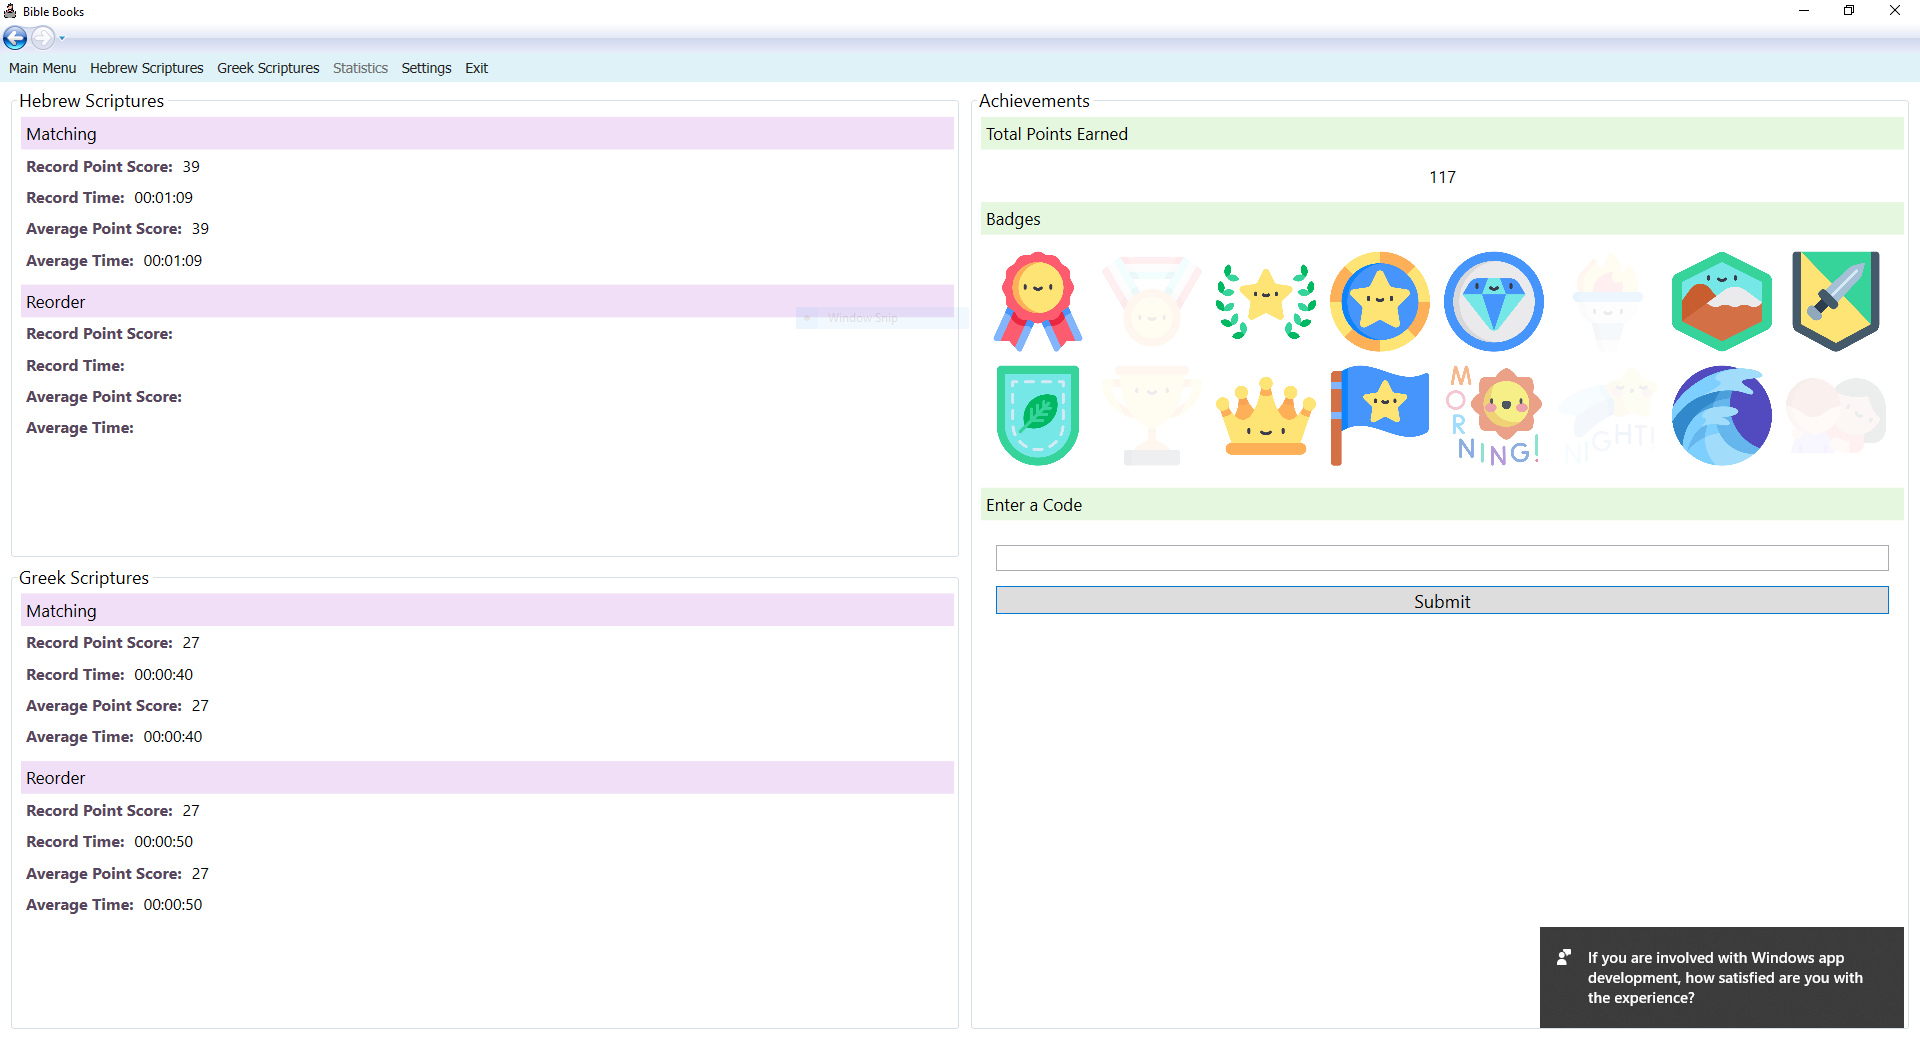 Bible Books
Main Menu Hebrew Scriptures Greek Scriptures Statistics Settings Exit
Hebrew Scriptures
Matching
Record Point Score: 39
Record Time: 00:01:09
Average Point Score: 39
Average Time: 00:01:09
Reorder
Window Snip
Record Point Score:
Record Time:
Average Point Score:
Average Time:
Greek Scriptures
Matching
Record Point Score: 27
Record Time: 00:00:40
Average Point Score: 27
Average Time: 00:00:40
Reorder
Record Point Score: 27
Record Time: 00:00:50
Average Point Score: 27
Average Time: 00:00:50
Achievements
Total Points Earned
117
Badges
MORNING!
NIGHT!
Enter a Code
Submit
If you are involved with Windows app
development, how satisfied are you with
the experience?